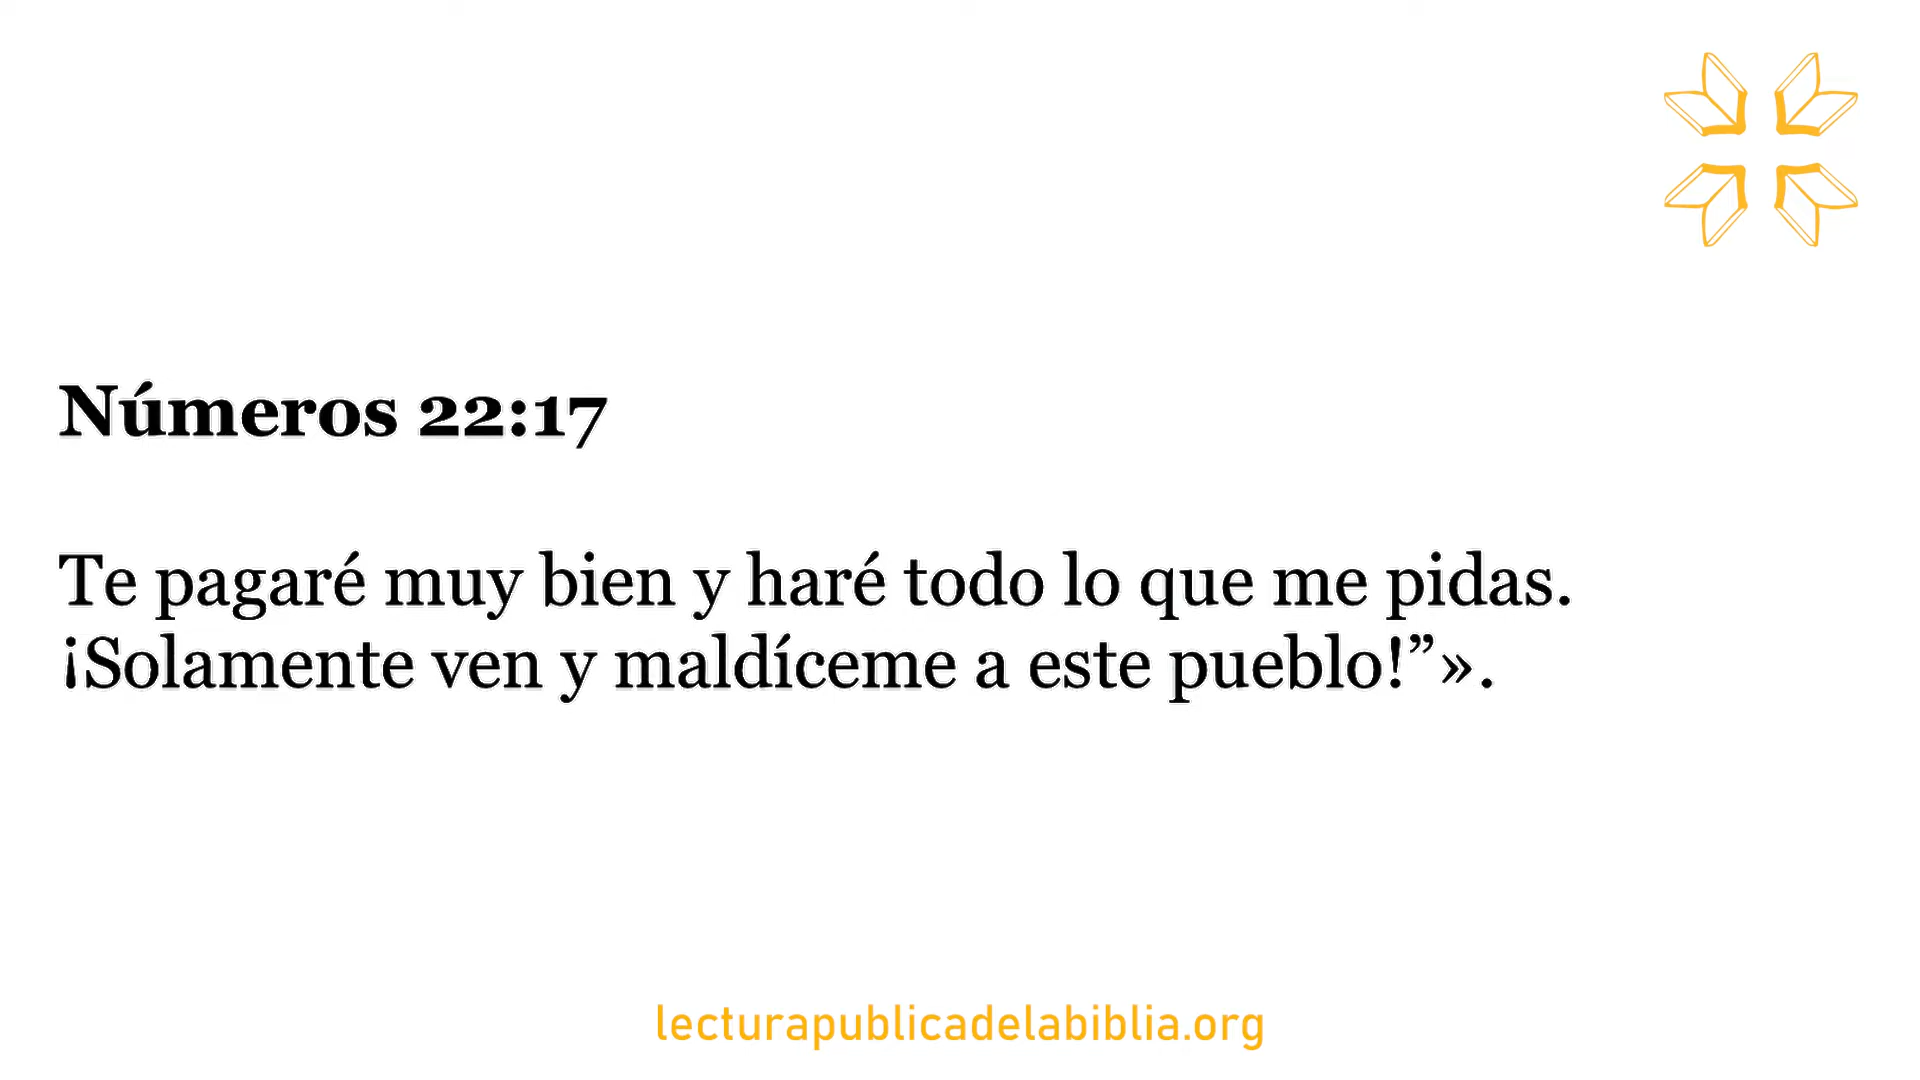 Números 22:17
Te pagaré muy bien y haré todo lo que me pidas.
¡Solamente ven y maldíceme a este pueblo!”».
lecturapublicadelabiblia.org